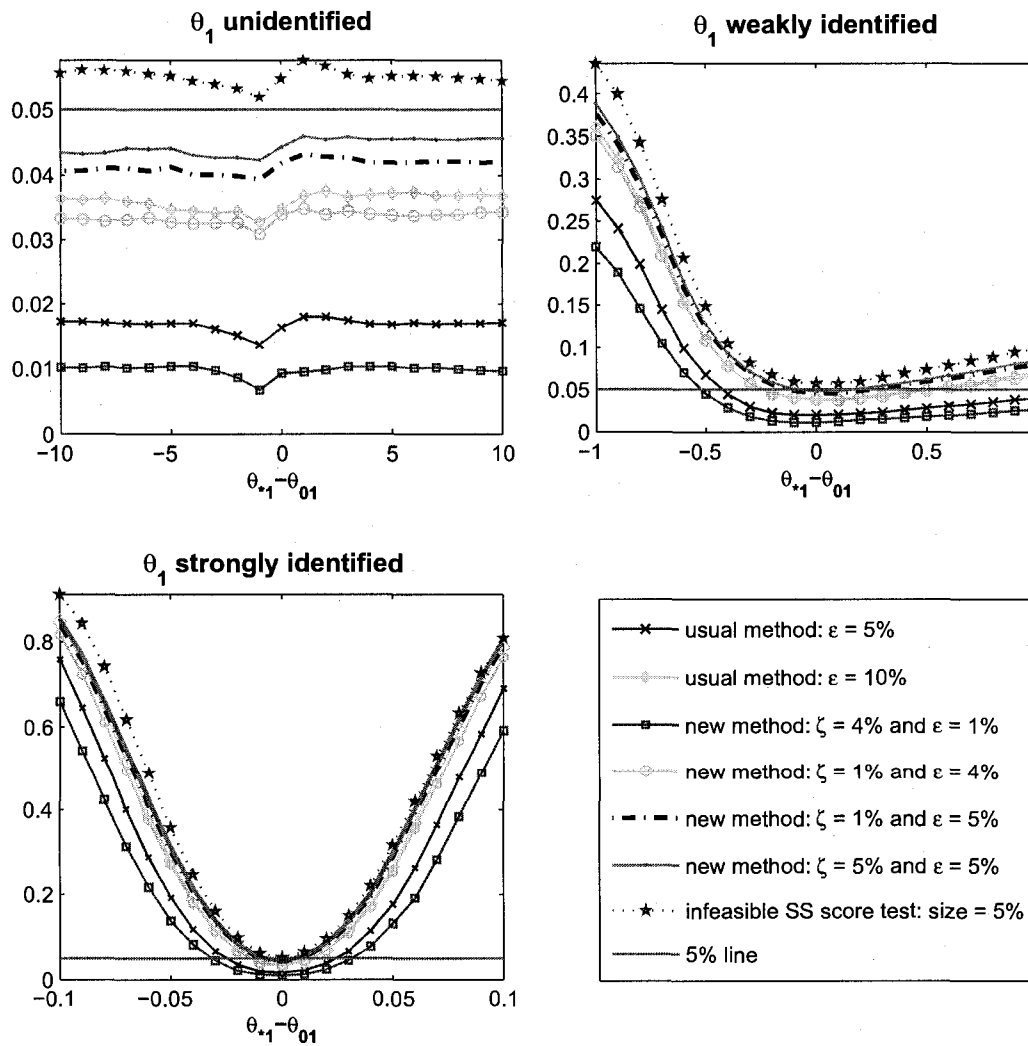 θ1 unidentified
θ1 weakly identified
0.05
0.04
0.03
0.02
0.01
0
−10 −5 0 5 10
θ*1−θ01
0.4
0.35
0.3
0.25
0.2
0.15
0.1
0.05
0
−1 −0.5 0 0.5
θ*1−θ01
θ1 strongly identified
0.8
0.6
0.4
0.2
0
−0.1 −0.05 0 0.05 0.1
θ*1−θ01
usual method: ε = 5%
usual method: ε = 10%
new method: ζ = 4% and ε = 1%
new method: ζ = 1% and ε = 4%
new method: ζ = 1% and ε = 5%
new method: ζ = 5% and ε = 5%
infeasible SS score test: size = 5%
5% line